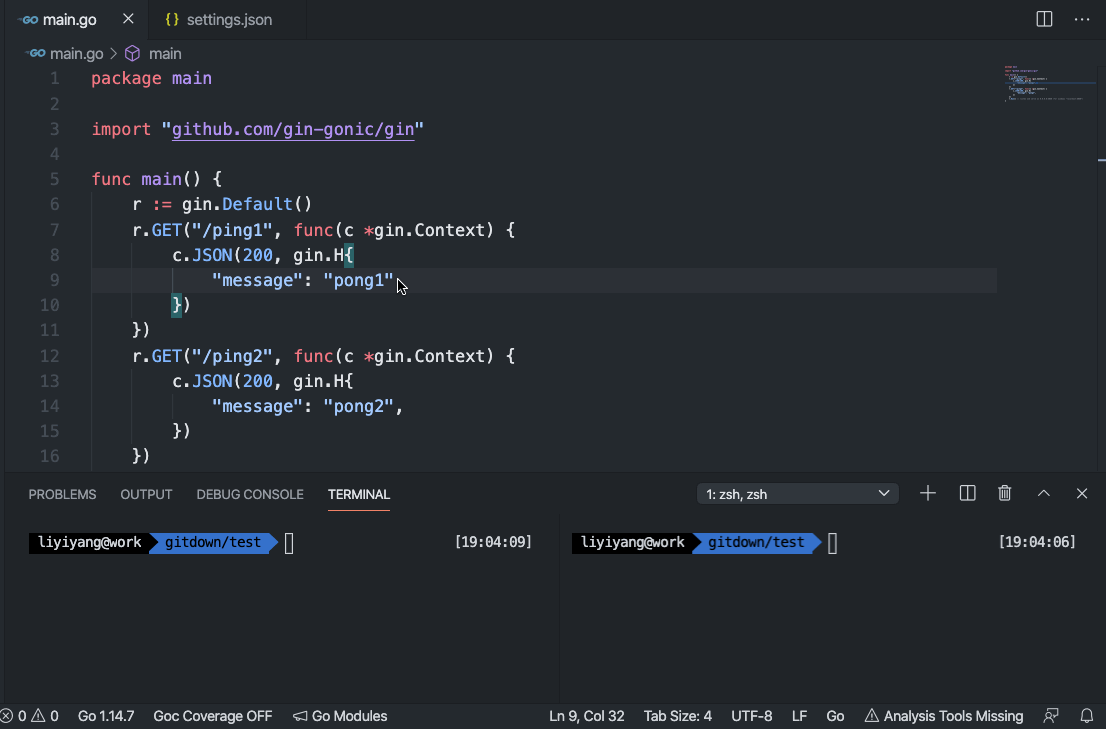 GO main.go
{} settings.json
GO main.go > main
1 package main
2
3 import "github.com/gin-gonic/gin"
4
5 func main() {
6 r := gin.Default()
7 r.GET("/ping1", func(c *gin.Context) {
8 c.JSON(200, gin.H{
9 "message": "pong1"
10 })
11 })
12 r.GET("/ping2", func(c *gin.Context) {
13 c.JSON(200, gin.H{
14 "message": "pong2",
15 })
16 })
PROBLEMS OUTPUT DEBUG CONSOLE TERMINAL 1: zsh, zsh
liyiyang@work gitdown/test [19:04:09]
liyiyang@work gitdown/test [19:04:06]
0 0 Go 1.14.7 Goc Coverage OFF Go Modules Ln 9, Col 32 Tab Size: 4 UTF-8 LF Go Analysis Tools Missing